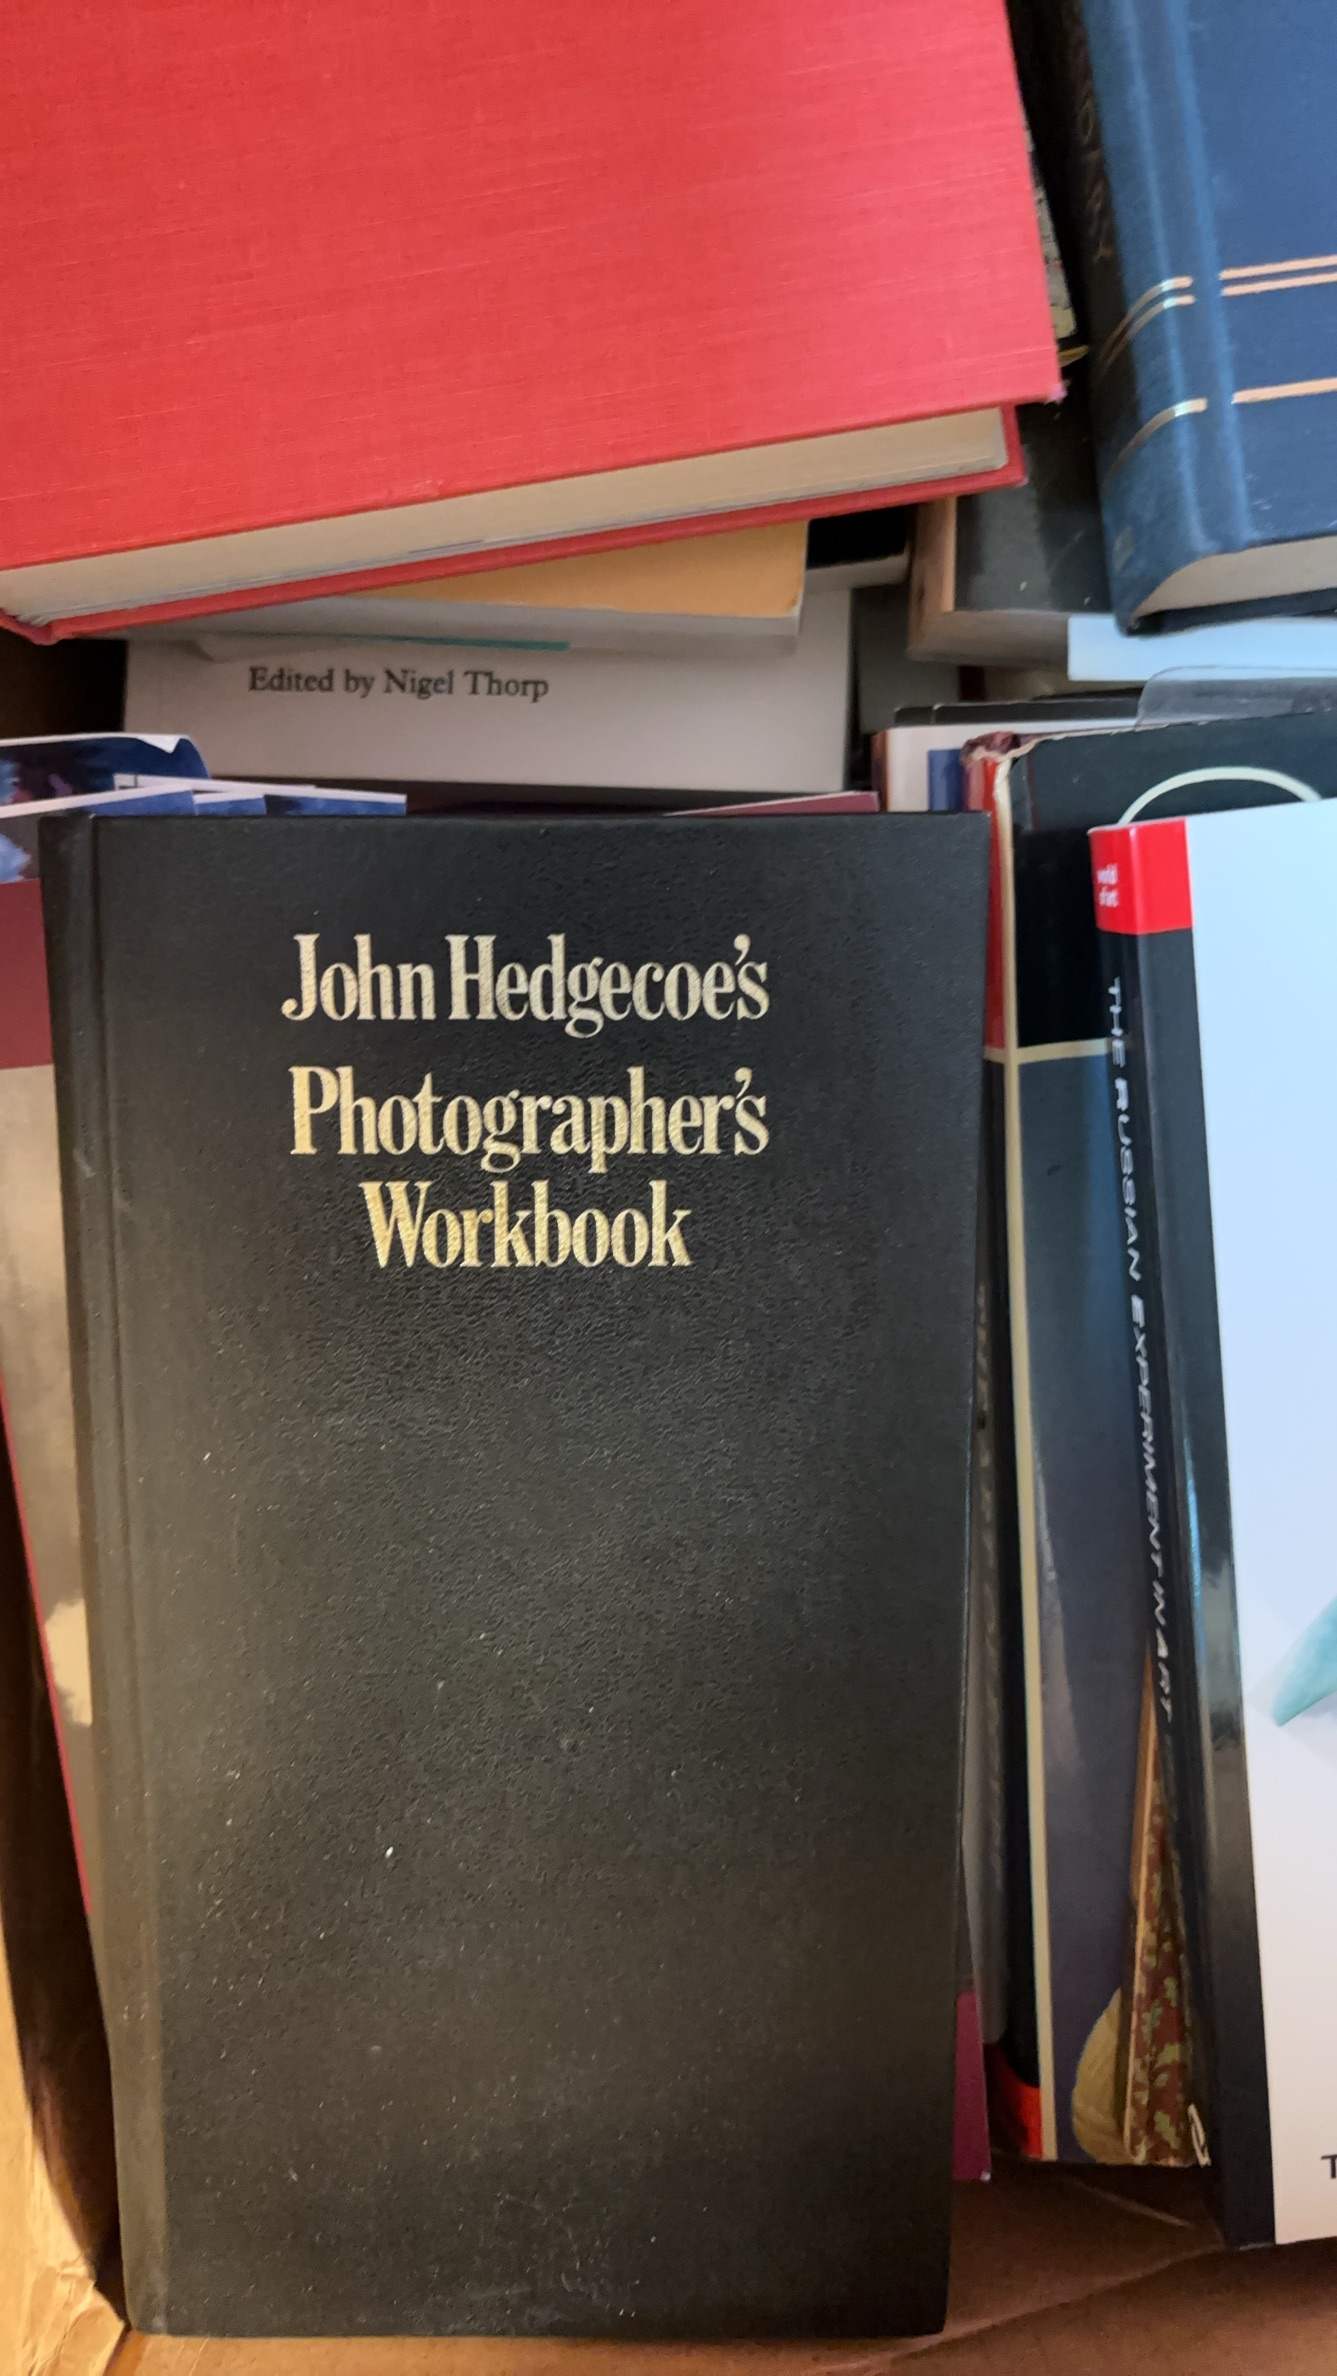 Edited by Nigel Thorp
John Hedgecoe's
Photographer's
Workbook
THE RUSSIAN EXPERIMENT IN ART
T